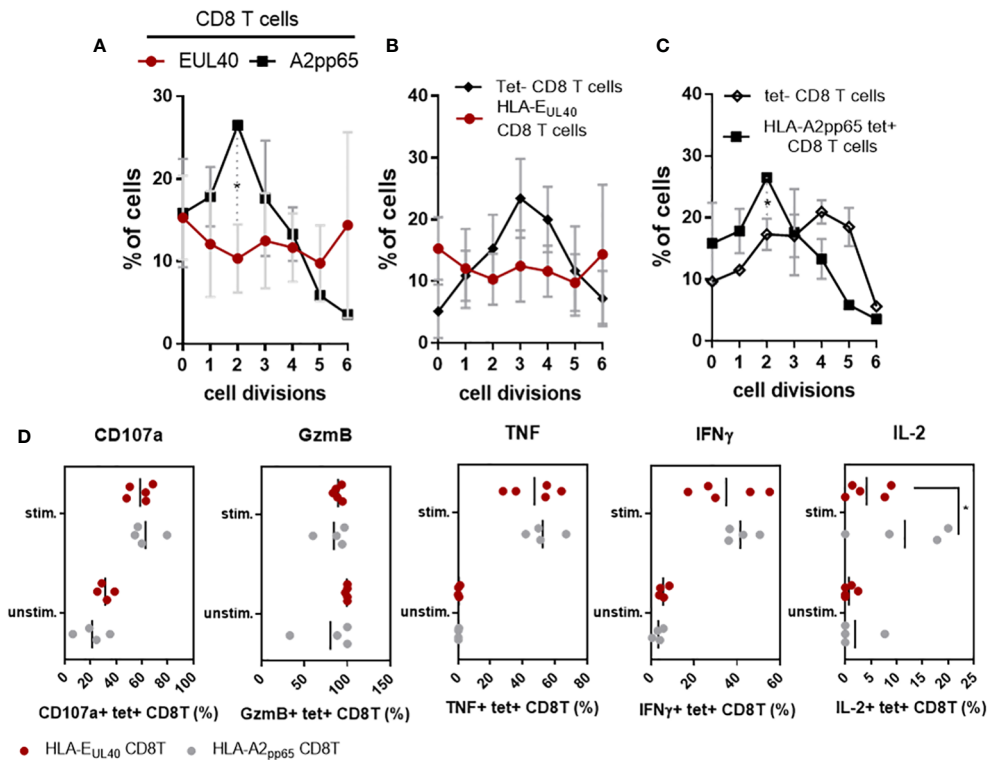 CD8 T cells
A
EUL40 A2pp65
30
20
10
0
% of cells
*
0 1 2 3 4 5 6
cell divisions
B
Tet- CD8 T cells
HLA-EUL40
CD8 T cells
40
30
20
10
0
% of cells
0 1 2 3 4 5 6
cell divisions
C
tet- CD8 T cells
HLA-A2pp65 tet+
CD8 T cells
40
30
20
10
0
% of cells
*
0 1 2 3 4 5 6
cell divisions
D
CD107a
stim.
unstim.
0 20 40 60 80 100
CD107a+ tet+ CD8T (%)
GzmB
stim.
unstim.
0 50 100 150
GzmB+ tet+ CD8T (%)
TNF
stim.
unstim.
0 20 40 60 80
TNF+ tet+ CD8T (%)
IFNγ
stim.
unstim.
0 20 40 60
IFNγ+ tet+ CD8T (%)
IL-2
stim.
*
unstim.
0 5 10 15 20 25
IL-2+ tet+ CD8T (%)
HLA-EUL40 CD8T HLA-A2pp65 CD8T